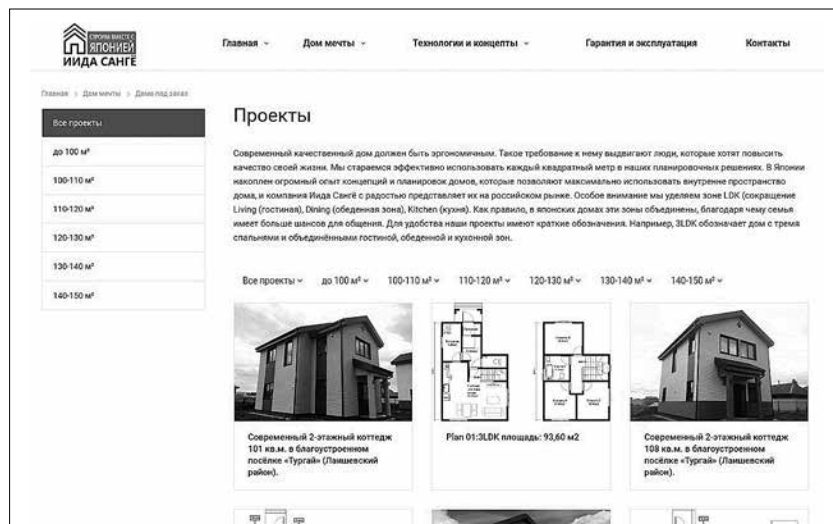 СТРОИМ ВМЕСТЕ С
ЯПОНИЕЙ
ИИДА САНГЁ
Главная
Дом мечты
Технологии и концепты
Гарантия и эксплуатация
Контакты
Главная > Дом мечты > Дома под заказ
Все проекты
до 100 м²
100-110 м²
110-120 м²
120-130 м²
130-140 м²
140-150 м²
Проекты
Современный качественный дом должен быть эргономичным. Такое требование к нему выдвигают люди, которые хотят повысить
качество своей жизни. Мы стараемся эффективно использовать каждый квадратный метр в наших планировочных решениях. В Японии
накоплен огромный опыт концепций и планировок домов, которые позволяют максимально использовать внутренне пространство
дома, и компания Иида Сангё с радостью представляет их на российском рынке. Особое внимание мы уделяем зоне LDK (сокращение
Living (гостиная), Dining (обеденная зона), Kitchen (кухня). Как правило, в японских домах эти зоны объединены, благодаря чему семья
имеет больше шансов для общения. Для удобства наши проекты имеют краткие обозначения. Например, 3LDK обозначает дом с тремя
спальнями и объединёнными гостиной, обеденной и кухонной зон.
Все проекты
до 100 м²
100-110 м²
110-120 м²
120-130 м²
130-140 м²
140-150 м²
Современный 2-этажный коттедж
101 кв.м. в благоустроенном
посёлке «Тургай» (Лаишевский
район).
Plan 01:3LDK площадь: 93,60 м2
Современный 2-этажный коттедж
108 кв.м. в благоустроенном
посёлке «Тургай» (Лаишевский
район).